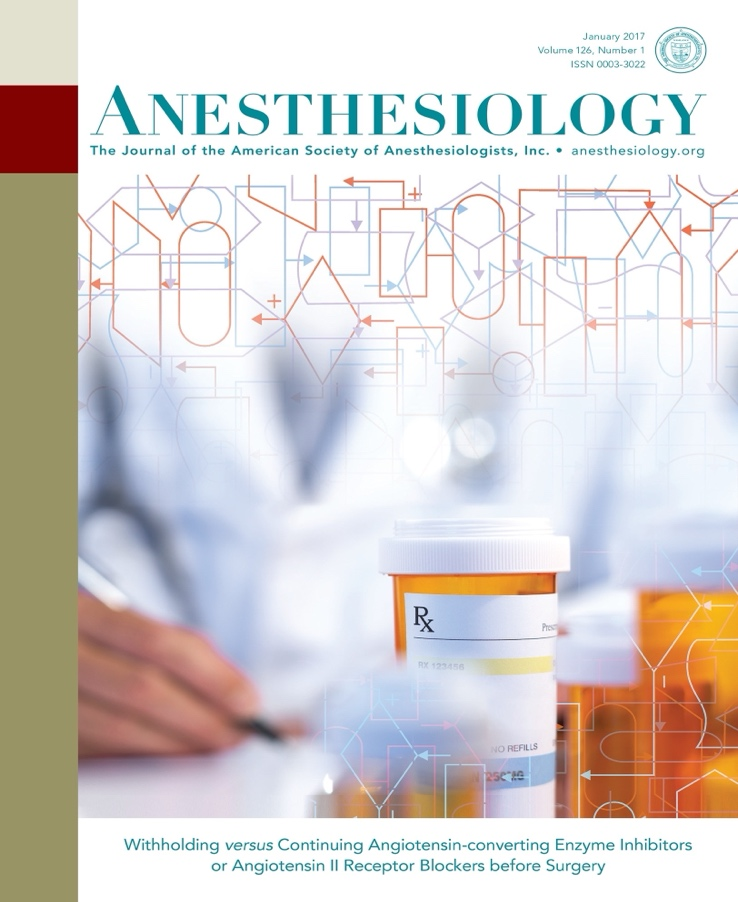 January 2017
Volume 126, Number 1
ISSN 0003-3022
ANESTHESIOLOGY
The Journal of the American Society of Anesthesiologists, Inc. • anesthesiology.org
Rx
RX 123456
NO REFILLS
Withholding versus Continuing Angiotensin-converting Enzyme Inhibitors
or Angiotensin II Receptor Blockers before Surgery